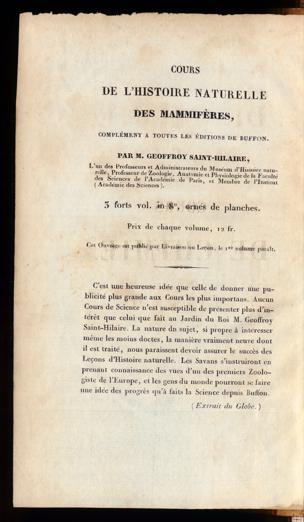 COURS
DE L'HISTOIRE NATURELLE
DES MAMMIFÈRES,
COMPLÉMENT A TOUTES LES ÉDITIONS DE BUFFON.
PAR M. GEOFFROY SAINT-HILAIRE,
L'un des Professeurs et Administrateurs du Muséum d'Histoire natu-
relle, Professeur de Zoologie, Anatomie et Physiologie de la Faculté
des Sciences de l'Académie de Paris, et Membre de l'Institut
(Académie des Sciences).
3 forts vol. in 8°, ornés de planches.
Prix de chaque volume, 12 fr.
Cet Ouvrage est publié par Livraison ou Leçon. le 1er volume paraît.
C'est une heureuse idée que celle de donner une pu-
blicité plus grande aux Cours les plus importans. Aucun
Cours de Science n'est susceptible de présenter plus d'in-
térêt que celui que fait au Jardin du Roi M. Geoffroy
Saint-Hilaire. La nature du sujet, si propre à intéresser
même les moins doctes, la manière vraiment neuve dont
il est traité, nous paraissent devoir assurer le succès des
Leçons d'Histoire naturelle. Les Savans s'instruiront en
prenant connaissance des vues d'un des premiers Zoolo-
giste de l'Europe, et les gens du monde pourront se faire
une idée des progrès qu'à faits la Science depuis Buffon.
(Extrait du Globe.)